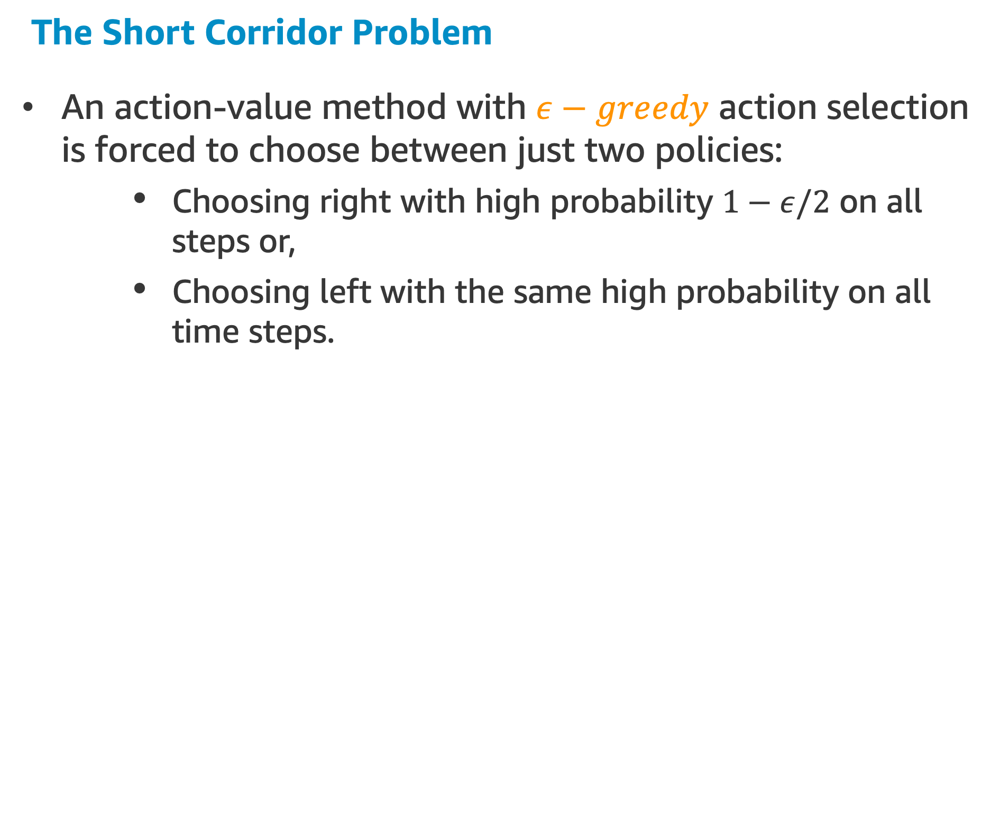 The Short Corridor Problem
• An action-value method with ϵ − greedy action selection
is forced to choose between just two policies:
• Choosing right with high probability 1 − ϵ/2 on all
steps or,
• Choosing left with the same high probability on all
time steps.